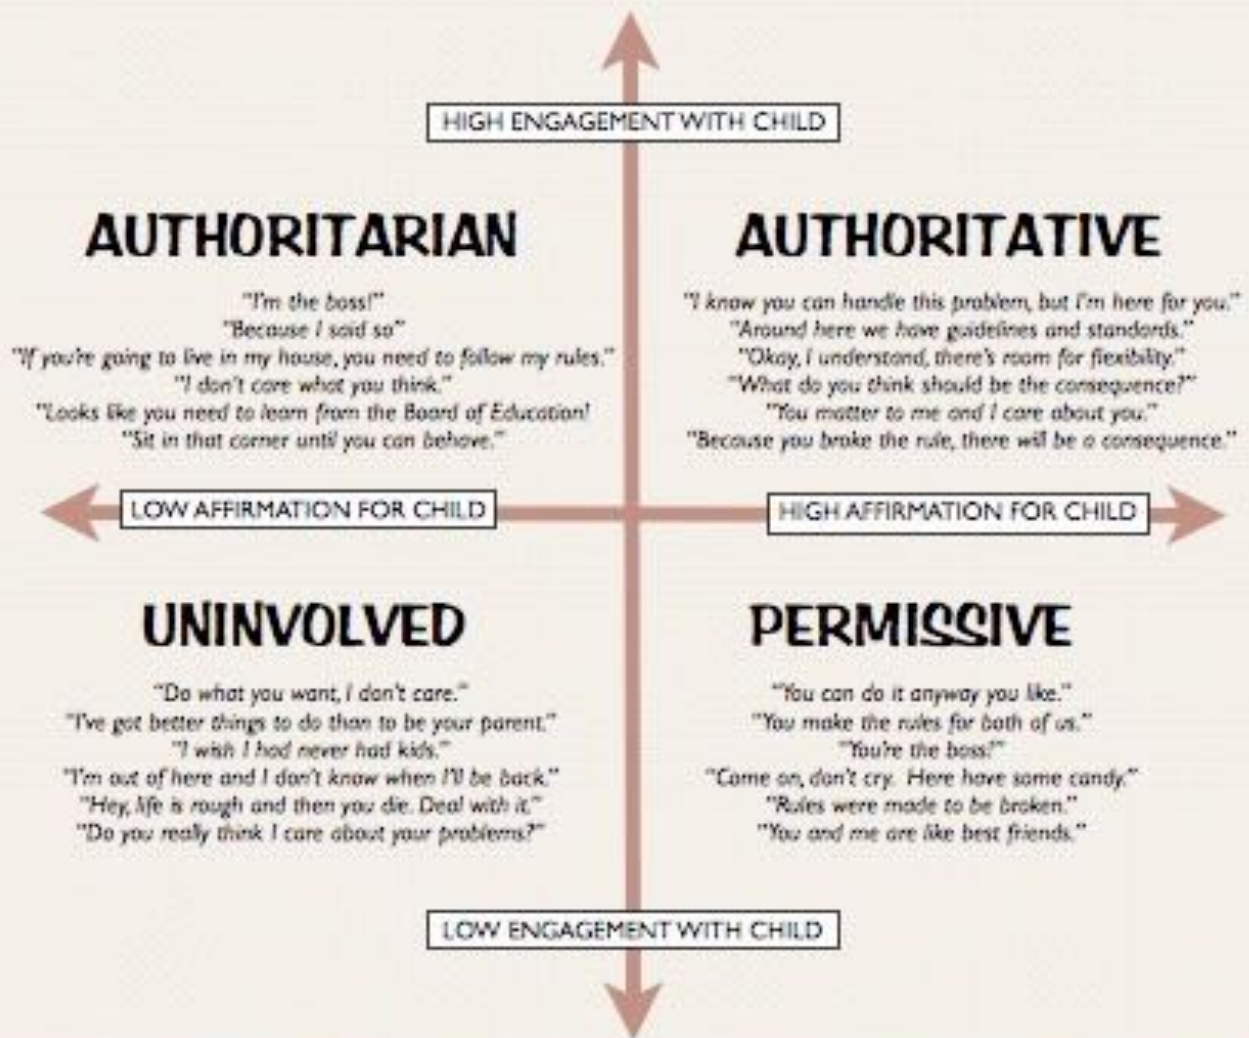 HIGH ENGAGEMENT WITH CHILD
AUTHORITARIAN
"I'm the boss!"
"Because I said so"
"If you're going to live in my house, you need to follow my rules."
"I don't care what you think."
"Looks like you need to learn from the Board of Education!
"Sit in that corner until you can behave."
AUTHORITATIVE
"I know you can handle this problem, but I'm here for you."
"Around here we have guidelines and standards."
"Okay, I understand, there's room for flexibility."
"What do you think should be the consequence?"
"You matter to me and I care about you."
"Because you broke the rule, there will be a consequence."
LOW AFFIRMATION FOR CHILD
HIGH AFFIRMATION FOR CHILD
UNINVOLVED
"Do what you want, I don't care."
"I've got better things to do than to be your parent."
"I wish I had never had kids."
"I'm out of here and I don't know when I'll be back."
"Hey, life is rough and then you die. Deal with it."
"Do you really think I care about your problems?"
PERMISSIVE
"You can do it anyway you like."
"You make the rules for both of us."
"You're the boss!"
"Come on, don't cry. Here have some candy."
"Rules were made to be broken."
"You and me are like best friends."
LOW ENGAGEMENT WITH CHILD